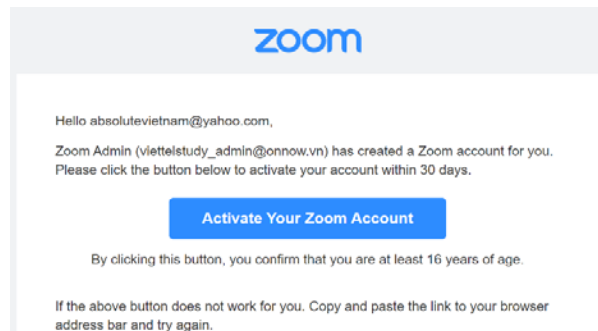 zoom
Hello absolutevietnam@yahoo.com,
Zoom Admin (viettelstudy_admin@onnow.vn) has created a Zoom account for you.
Please click the button below to activate your account within 30 days.
Activate Your Zoom Account
By clicking this button, you confirm that you are at least 16 years of age.
If the above button does not work for you. Copy and paste the link to your browser
address bar and try again.